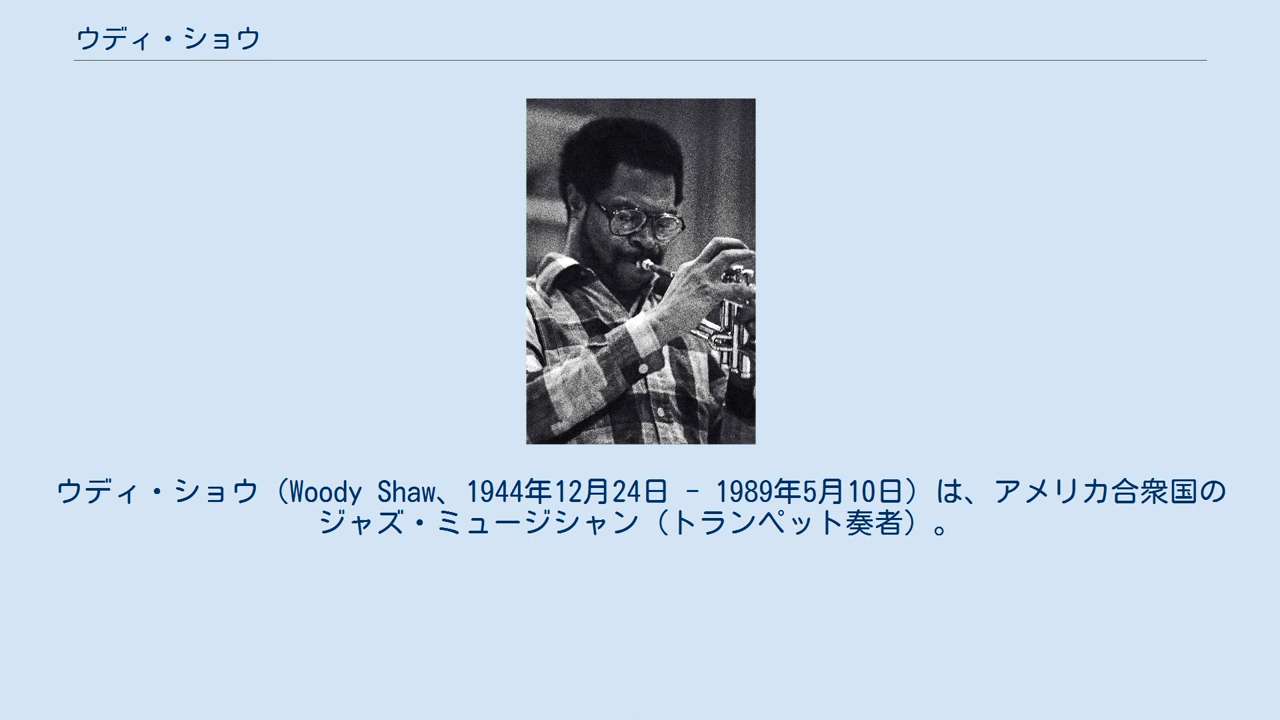 ウディ・ショウ
ウディ・ショウ（Woody Shaw、1944年12月24日 - 1989年5月10日）は、アメリカ合衆国の
ジャズ・ミュージシャン（トランペット奏者）。